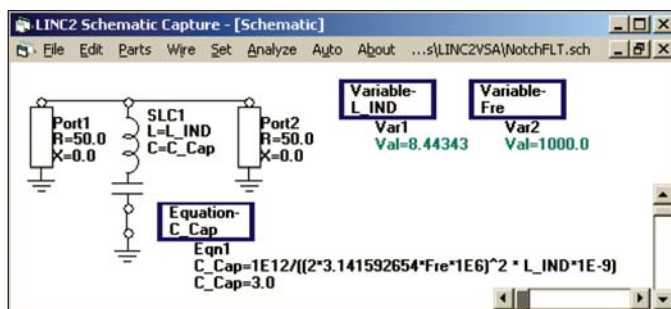 LINC2 Schematic Capture - [Schematic]
File Edit Parts Wire Set Analyze Auto About ...s\LINC2VSA\NotchFLT.sch
Port1
R=50.0
X=0.0
SLC1
L=L_IND
C=C_Cap
Port2
R=50.0
X=0.0
Variable-
L_IND
Var1
Val=8.44343
Variable-
Fre
Var2
Val=1000.0
Equation-
C_Cap
Eqn1
C_Cap=1E12/((2*3.141592654*Fre*1E6)^2 * L_IND*1E-9)
C_Cap=3.0